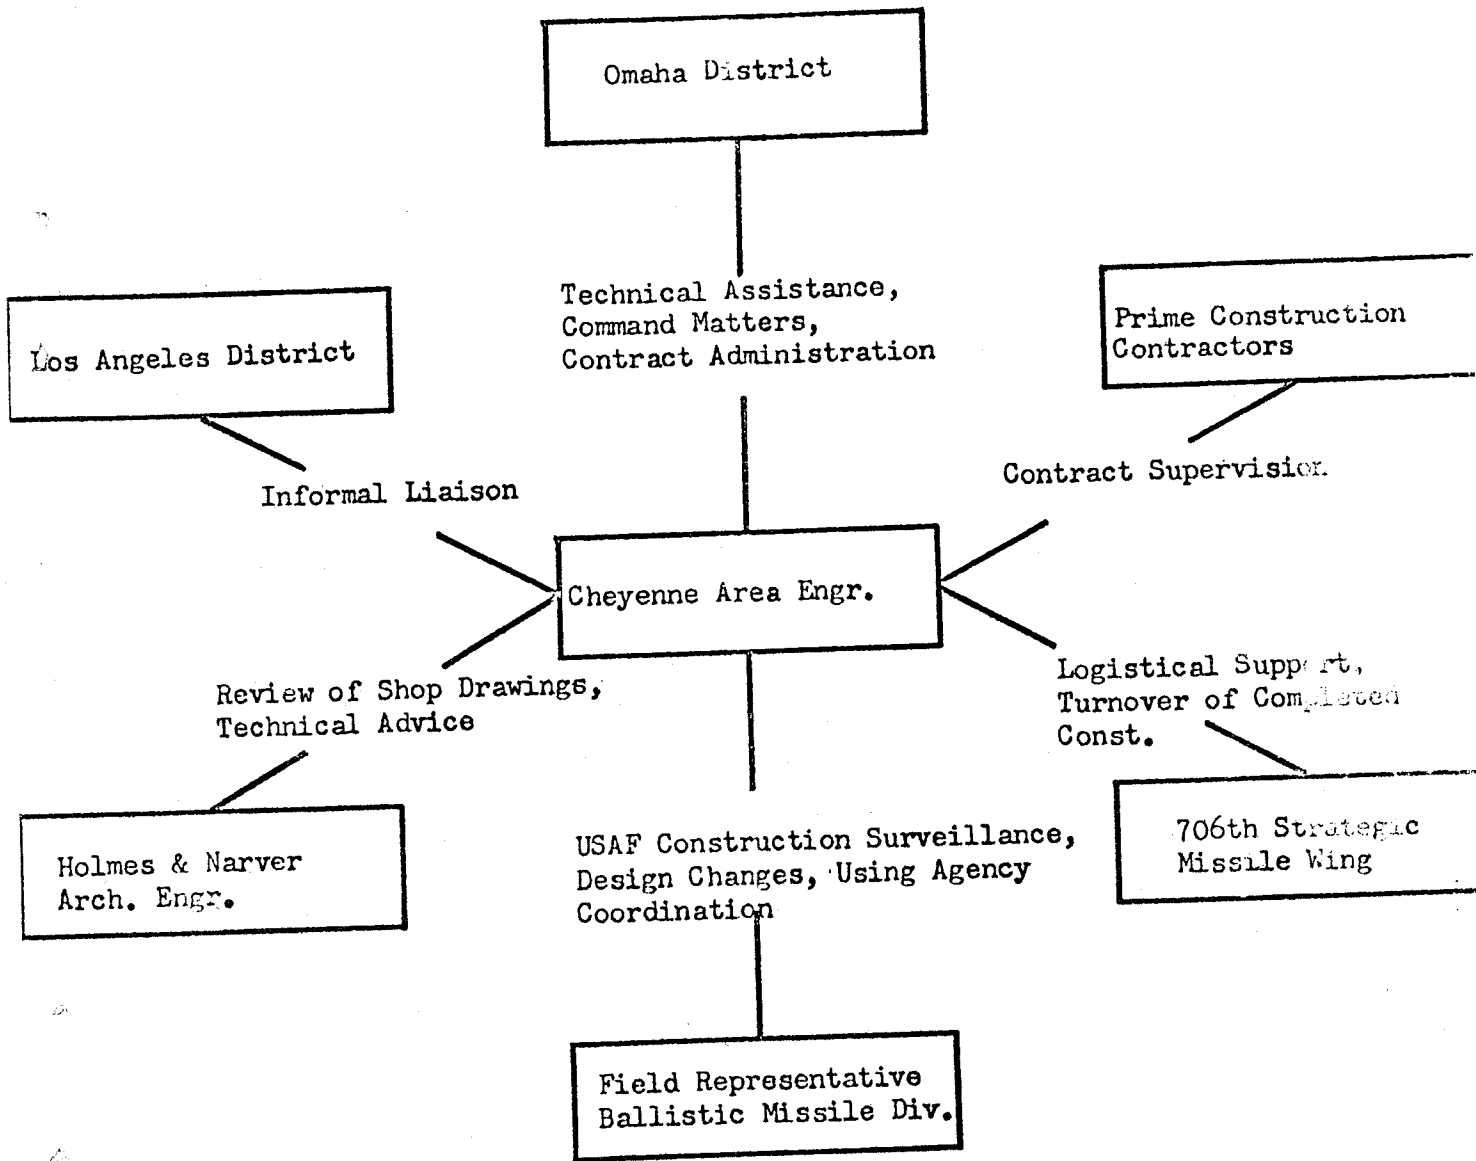 Omaha District
Technical Assistance,
Command Matters,
Contract Administration
Los Angeles District
Prime Construction
Contractors
Informal Liaison
Contract Supervision
Cheyenne Area Engr.
Review of Shop Drawings,
Technical Advice
Logistical Support,
Turnover of Completed
Const.
Holmes & Narver
Arch. Engr.
USAF Construction Surveillance,
Design Changes, Using Agency
Coordination
706th Strategic
Missile Wing
Field Representative
Ballistic Missile Div.